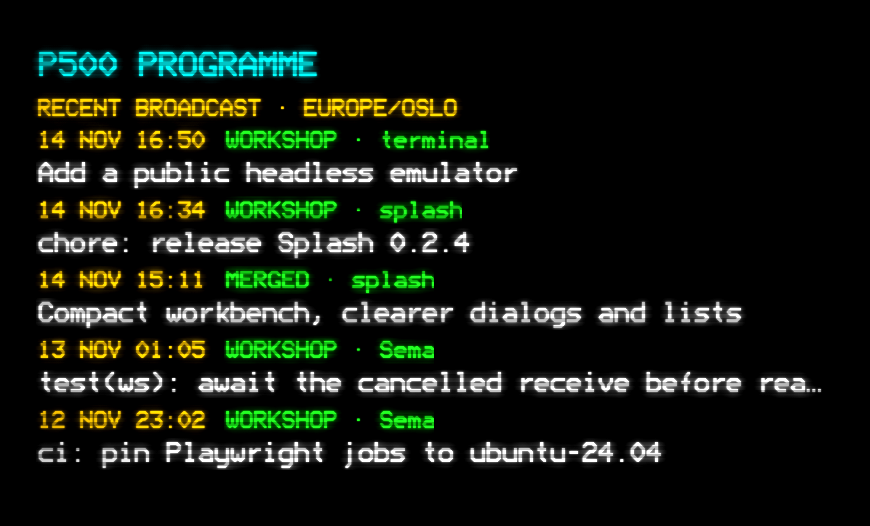 P500 PROGRAMME
RECENT BROADCAST · EUROPE/OSLO
14 NOV 16:50 WORKSHOP · terminal
Add a public headless emulator
14 NOV 16:34 WORKSHOP · splash
chore: release Splash 0.2.4
14 NOV 15:11 MERGED · splash
Compact workbench, clearer dialogs and lists
13 NOV 01:05 WORKSHOP · Sema
test(ws): await the cancelled receive before rea…
12 NOV 23:02 WORKSHOP · Sema
ci: pin Playwright jobs to ubuntu-24.04